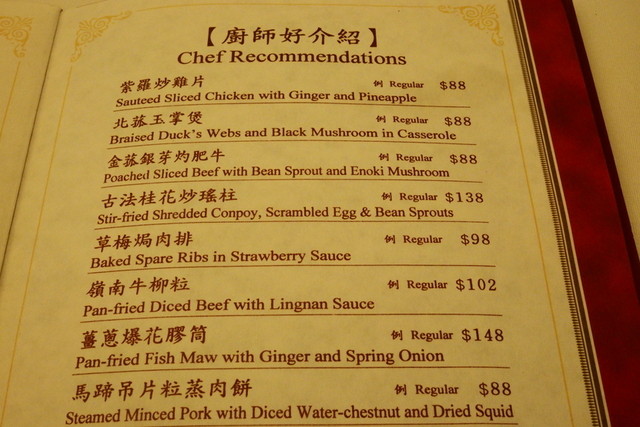 【廚師好介紹】
Chef Recommendations
紫羅炒雞片 例 Regular $88
Sauteed Sliced Chicken with Ginger and Pineapple
北菇玉掌煲 例 Regular $88
Braised Duck's Webs and Black Mushroom in Casserole
金菇銀芽灼肥牛 例 Regular $88
Poached Sliced Beef with Bean Sprout and Enoki Mushroom
古法桂花炒瑤柱 例 Regular $138
Stir-fried Shredded Conpoy, Scrambled Egg & Bean Sprouts
草梅焗肉排 例 Regular $98
Baked Spare Ribs in Strawberry Sauce
嶺南牛柳粒 例 Regular $102
Pan-fried Diced Beef with Lingnan Sauce
薑蔥爆花膠筒 例 Regular $148
Pan-fried Fish Maw with Ginger and Spring Onion
馬蹄吊片粒蒸肉餅 例 Regular $88
Steamed Minced Pork with Diced Water-chestnut and Dried Squid